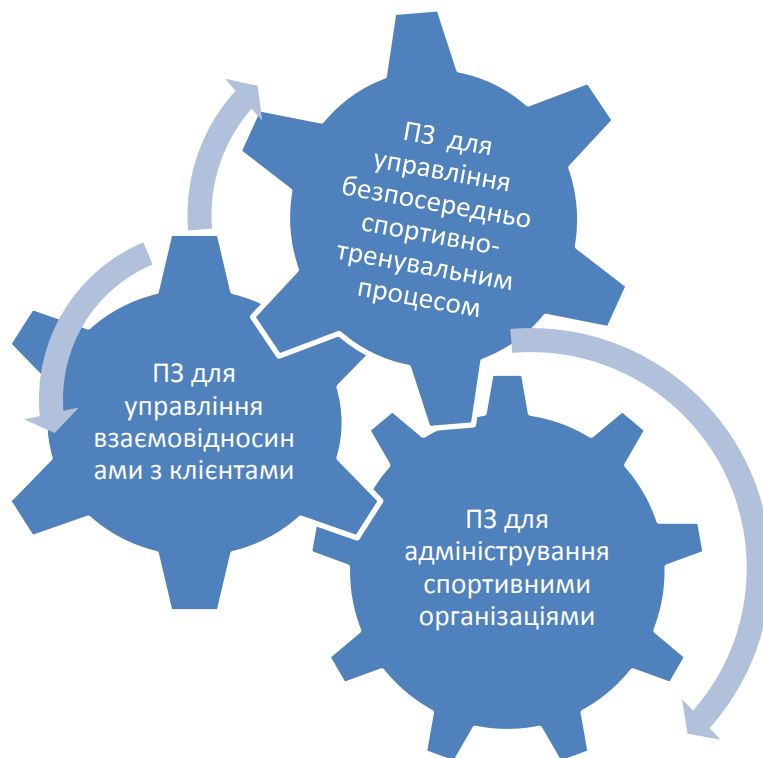 ПЗ для
управління
безпосередньо
спортивно-
тренувальним
процесом
ПЗ для
управління
взаємовідносин
ами з клієнтами
ПЗ для
адміністрування
спортивними
організаціями